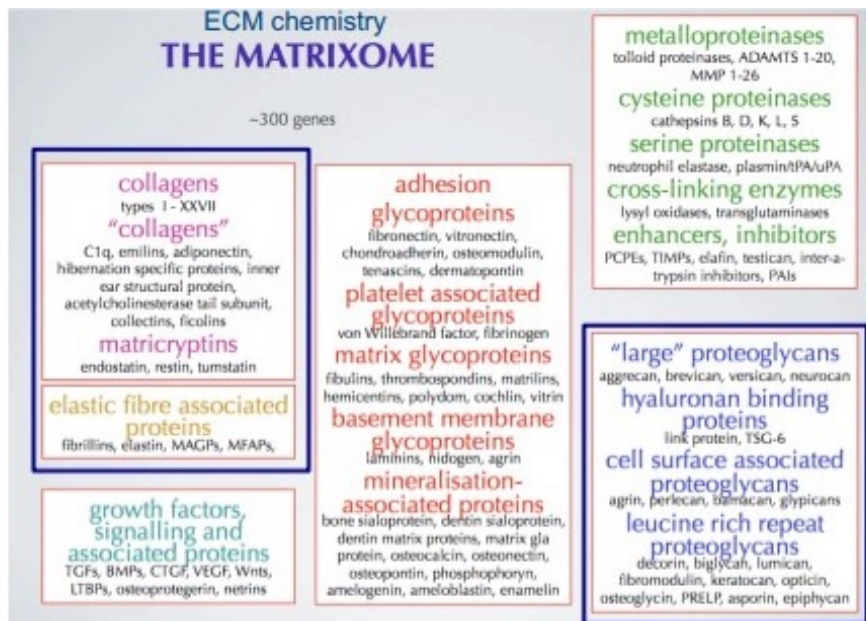 ECM chemistry
THE MATRIXOME
~300 genes
collagens
types I - XXVII
"collagens"
C1q, emilins, adiponectin,
hibernation specific proteins, inner
ear structural protein,
acetylcholinesterase tail subunit,
collectins, ficolins
matricryptins
endostatin, restin, tumstatin
elastic fibre associated
proteins
fibrillins, elastin, MAGPs, MFAPs,
growth factors,
signalling and
associated proteins
TGFs, BMPs, CTGF, VEGF, Wnts,
LTBPs, osteoprotegerin, netrins
adhesion
glycoproteins
fibronectin, vitronectin,
chondroadherin, osteomodulin,
tenascins, dermatopontin
platelet associated
glycoproteins
von Willebrand factor, fibrinogen
matrix glycoproteins
fibulins, thrombospondins, matrilins,
hemicentins, polydom, cochlin, vitrin
basement membrane
glycoproteins
laminins, nidogen, agrin
mineralisation-
associated proteins
bone sialoprotein, dentin sialoprotein,
dentin matrix proteins, matrix gla
protein, osteocalcin, osteonectin,
osteopontin, phosphophoryn,
amelogenin, ameloblastin, enamelin
metalloproteinases
tolloid proteinases, ADAMTS 1-20,
MMP 1-26
cysteine proteinases
cathepsins B, D, K, L, S
serine proteinases
neutrophil elastase, plasmin/tPA/uPA
cross-linking enzymes
lysyl oxidases, transglutaminases
enhancers, inhibitors
PCPEs, TIMPs, elafin, testican, inter-a-
trypsin inhibitors, PAIs
"large" proteoglycans
aggrecan, brevican, versican, neurocan
hyaluronan binding
proteins
link protein, TSG-6
cell surface associated
proteoglycans
agrin, perlecan, bamacan, glypicans
leucine rich repeat
proteoglycans
decorin, biglycan, lumican,
fibromodulin, keratocan, opticin,
osteoglycin, PRELP, asporin, epiphycan